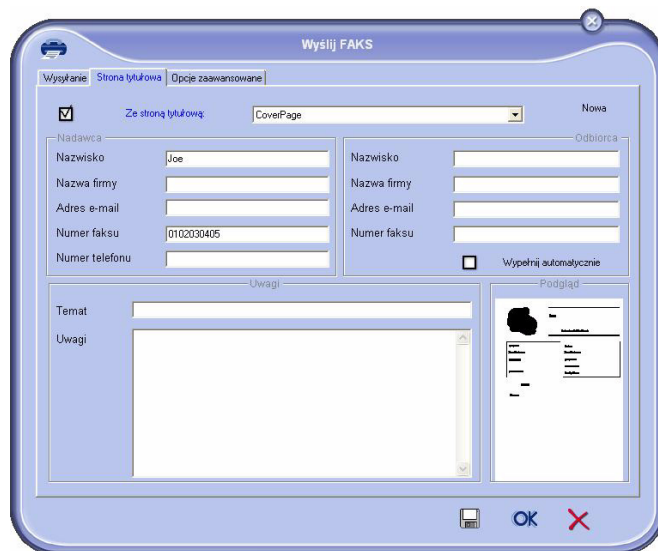 Wyślij FAKS
Wysyłanie Strona tytułowa Opcje zaawansowane
Ze stroną tytułową: CoverPage Nowa
Nadawca
Nazwisko Joe
Nazwa firmy
Adres e-mail
Numer faksu 0102030405
Numer telefonu
Odbiorca
Nazwisko
Nazwa firmy
Adres e-mail
Numer faksu
Wypełnij automatycznie
Uwagi
Temat
Uwagi
Podgląd
OK